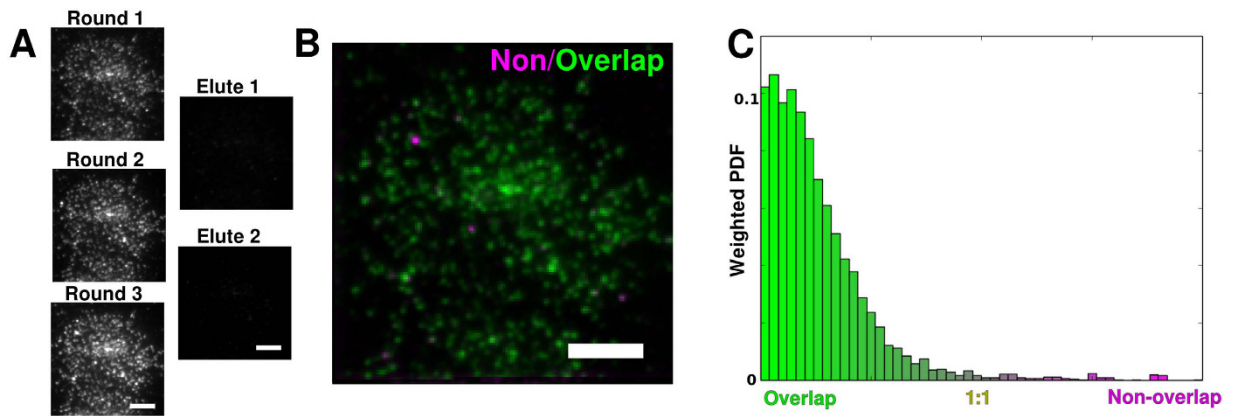 A
Round 1
Elute 1
Round 2
Elute 2
Round 3
B
Non/Overlap
C
Weighted PDF
0.1
0
Overlap
1:1
Non-overlap